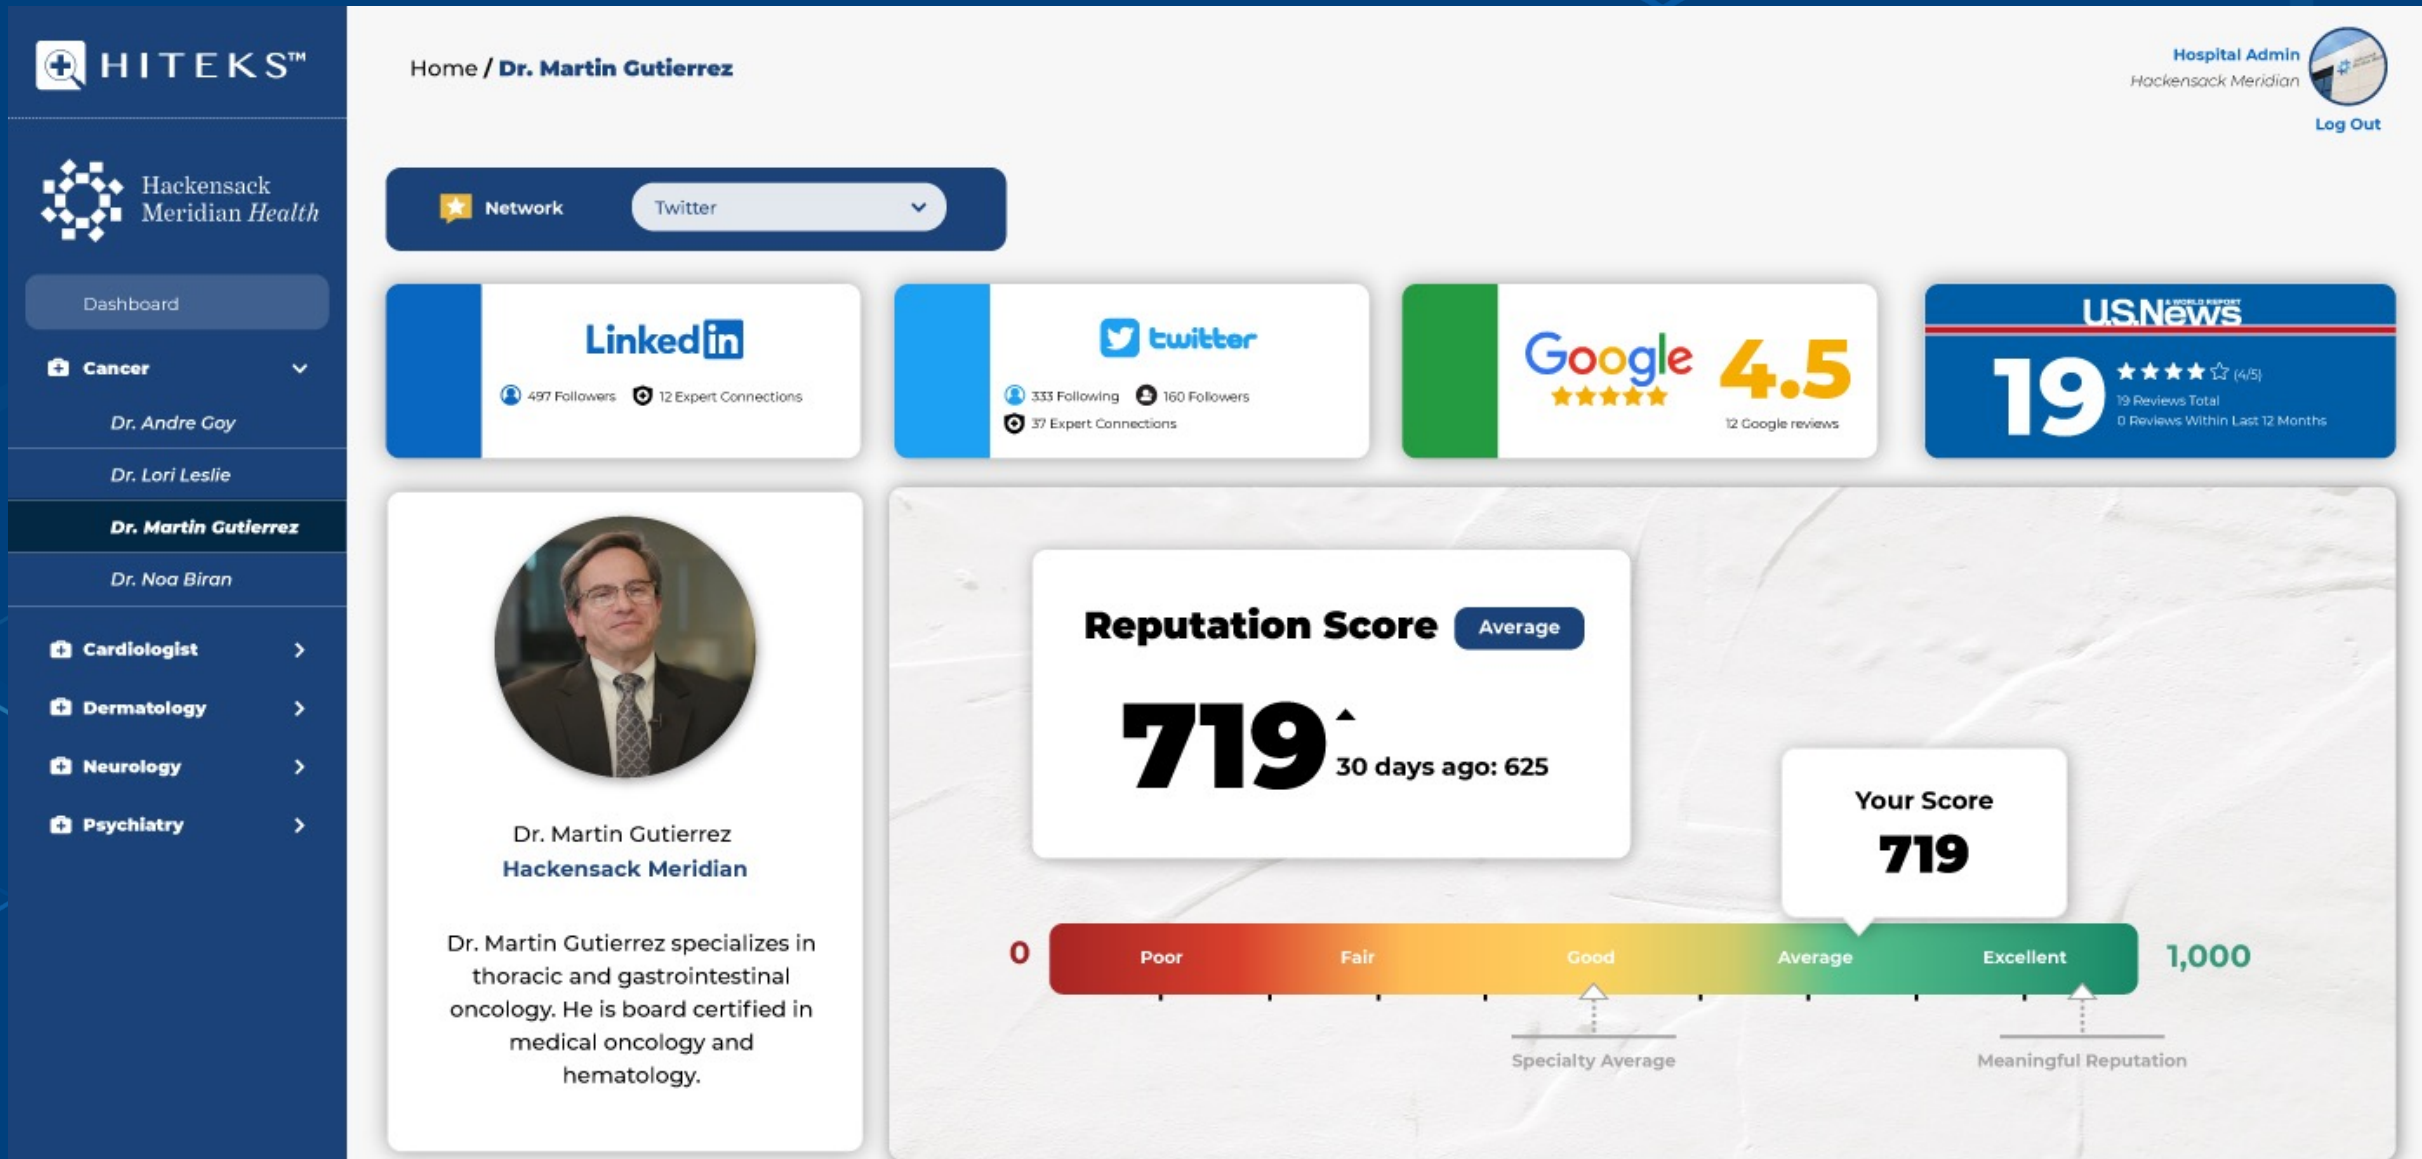 HITEKS™
Home / Dr. Martin Gutierrez
Hospital Admin
Hackensack Meridian
Log Out
Hackensack
Meridian Health
Dashboard
Cancer
Dr. Andre Goy
Dr. Lori Leslie
Dr. Martin Gutierrez
Dr. Noa Biran
Cardiologist
Dermatology
Neurology
Psychiatry
Network
Twitter
Linked in
497 Followers
12 Expert Connections
twitter
333 Following
160 Followers
37 Expert Connections
Google
4.5
12 Google reviews
U.S.News
& WORLD REPORT
19
(4/5)
19 Reviews Total
0 Reviews Within Last 12 Months
Dr. Martin Gutierrez
Hackensack Meridian
Dr. Martin Gutierrez specializes in
thoracic and gastrointestinal
oncology. He is board certified in
medical oncology and
hematology.
Reputation Score
Average
719
30 days ago: 625
Your Score
719
0
Poor
Fair
Good
Average
Excellent
1,000
Specialty Average
Meaningful Reputation